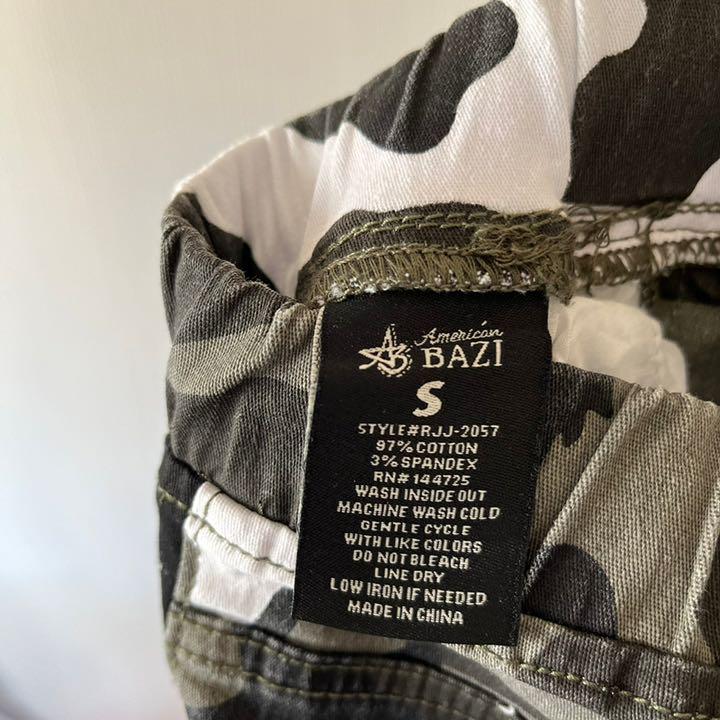 AB American
BAZI
S
STYLE#RJJ-2057
97% COTTON
3% SPANDEX
RN# 144725
WASH INSIDE OUT
MACHINE WASH COLD
GENTLE CYCLE
WITH LIKE COLORS
DO NOT BLEACH
LINE DRY
LOW IRON IF NEEDED
MADE IN CHINA